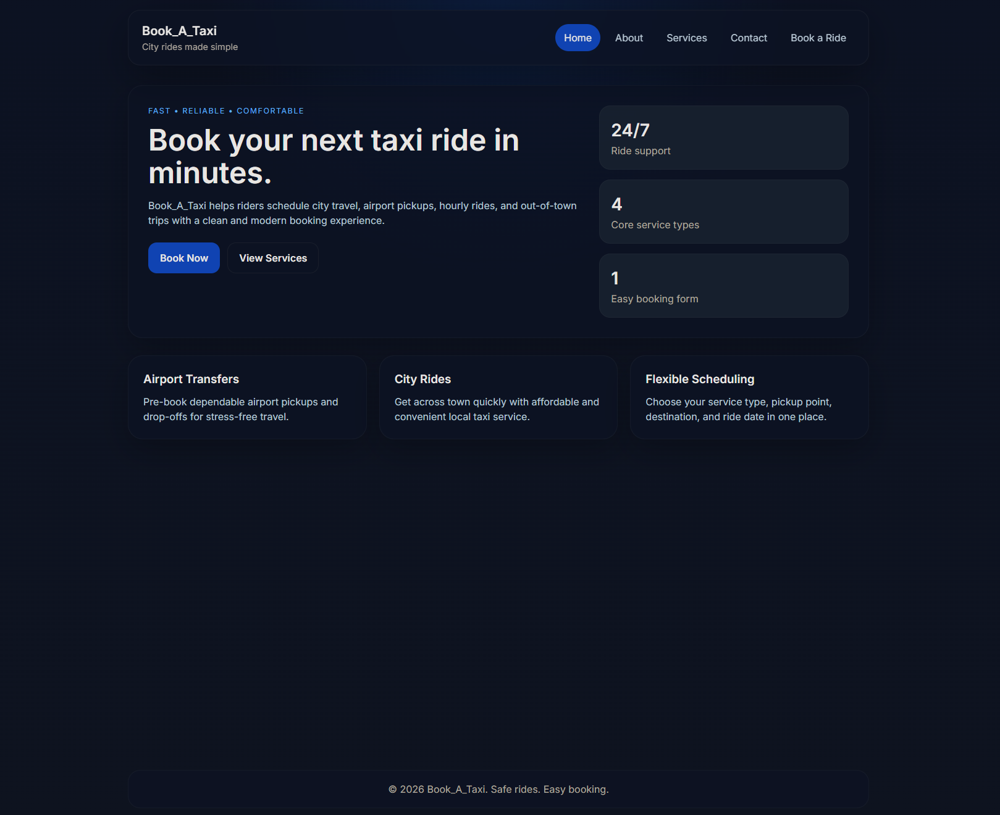 Book_A_Taxi
City rides made simple
Home
About
Services
Contact
Book a Ride
FAST • RELIABLE • COMFORTABLE
Book your next taxi ride in
minutes.
Book_A_Taxi helps riders schedule city travel, airport pickups, hourly rides, and out-of-town
trips with a clean and modern booking experience.
Book Now
View Services
24/7
Ride support
4
Core service types
1
Easy booking form
Airport Transfers
Pre-book dependable airport pickups and
drop-offs for stress-free travel.
City Rides
Get across town quickly with affordable and
convenient local taxi service.
Flexible Scheduling
Choose your service type, pickup point,
destination, and ride date in one place.
© 2026 Book_A_Taxi. Safe rides. Easy booking.